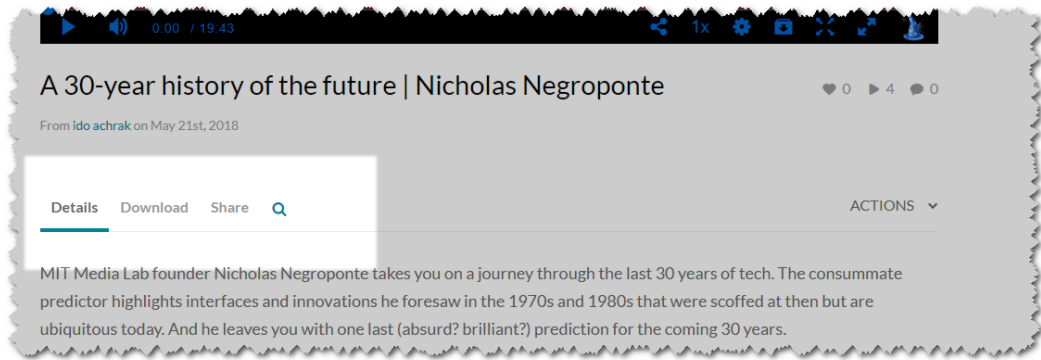 0:00 / 19:43 1x
A 30-year history of the future | Nicholas Negroponte 0 4 0
From ido achrak on May 21st, 2018
Details Download Share ACTIONS
MIT Media Lab founder Nicholas Negroponte takes you on a journey through the last 30 years of tech. The consummate
predictor highlights interfaces and innovations he foresaw in the 1970s and 1980s that were scoffed at then but are
ubiquitous today. And he leaves you with one last (absurd? brilliant?) prediction for the coming 30 years.